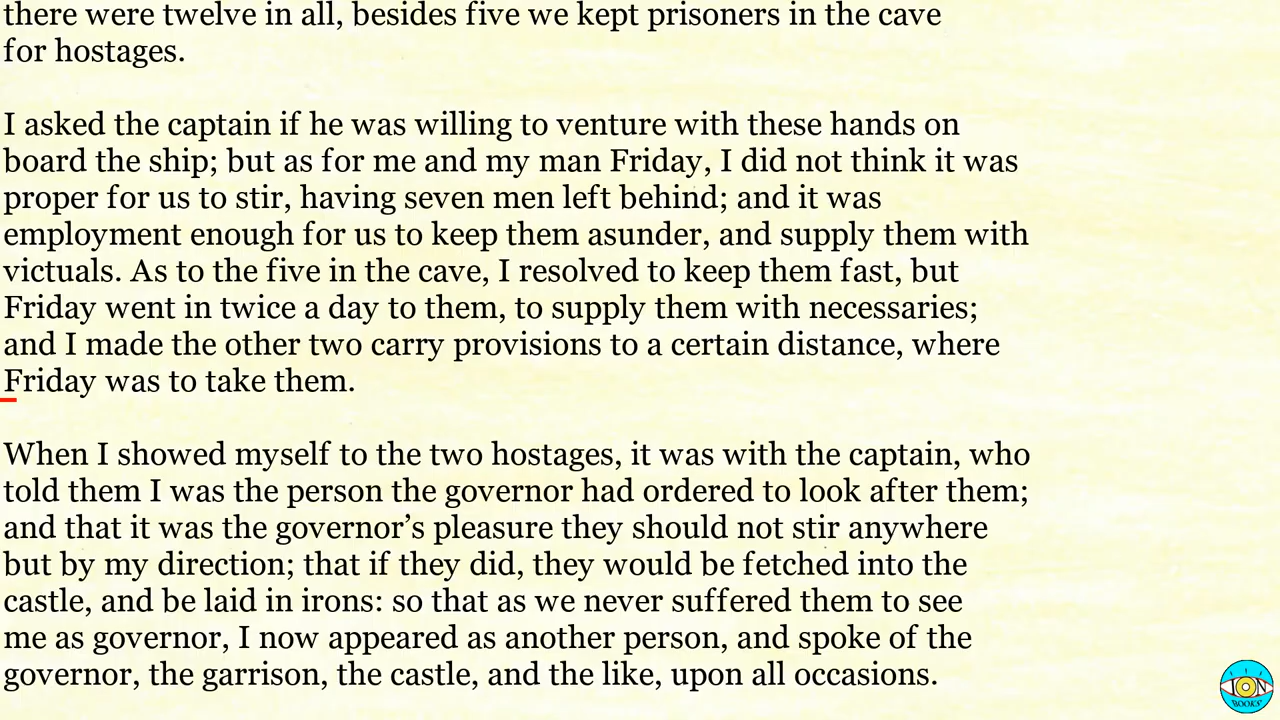 there were twelve in all, besides five we kept prisoners in the cave
for hostages.
I asked the captain if he was willing to venture with these hands on
board the ship; but as for me and my man Friday, I did not think it was
proper for us to stir, having seven men left behind; and it was
employment enough for us to keep them asunder, and supply them with
victuals. As to the five in the cave, I resolved to keep them fast, but
Friday went in twice a day to them, to supply them with necessaries;
and I made the other two carry provisions to a certain distance, where
Friday was to take them.
When I showed myself to the two hostages, it was with the captain, who
told them I was the person the governor had ordered to look after them;
and that it was the governor’s pleasure they should not stir anywhere
but by my direction; that if they did, they would be fetched into the
castle, and be laid in irons: so that as we never suffered them to see
me as governor, I now appeared as another person, and spoke of the
governor, the garrison, the castle, and the like, upon all occasions.
ION
BOOKS